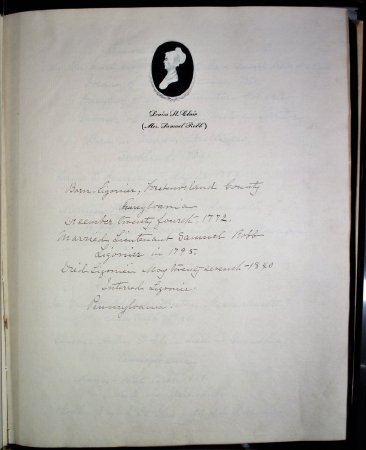 Louisa St. Clair
(Mrs. Samuel Robb)
Born Ligonier, Westmoreland County
Pennsylvania
December twenty fourth - 1772.
Married, Lieutenant Samuel Robb
Ligonier in 1795.
Died Ligonier May twenty seventh - 1840
Interred Ligonier
Pennsylvania.